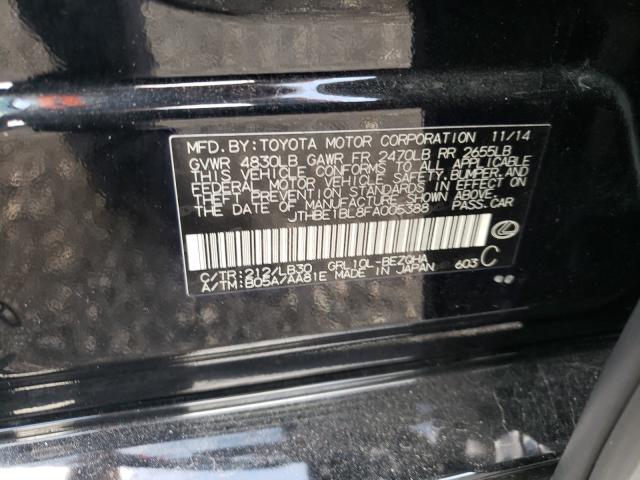 MFD. BY: TOYOTA MOTOR CORPORATION 11/14
GVWR 4830LB GAWR FR 2470LB RR 2655LB
THIS VEHICLE CONFORMS TO ALL APPLICABLE
FEDERAL MOTOR VEHICLE SAFETY, BUMPER, AND
THEFT PREVENTION STANDARDS IN EFFECT ON
THE DATE OF MANUFACTURE SHOWN ABOVE.
JTHBE1BL8FA005388 PASS.CAR
C/TR: 212/LB30 GRL10L-BEZQHA
A/TM: B05A/AA81E MADE IN JAPAN 603 C